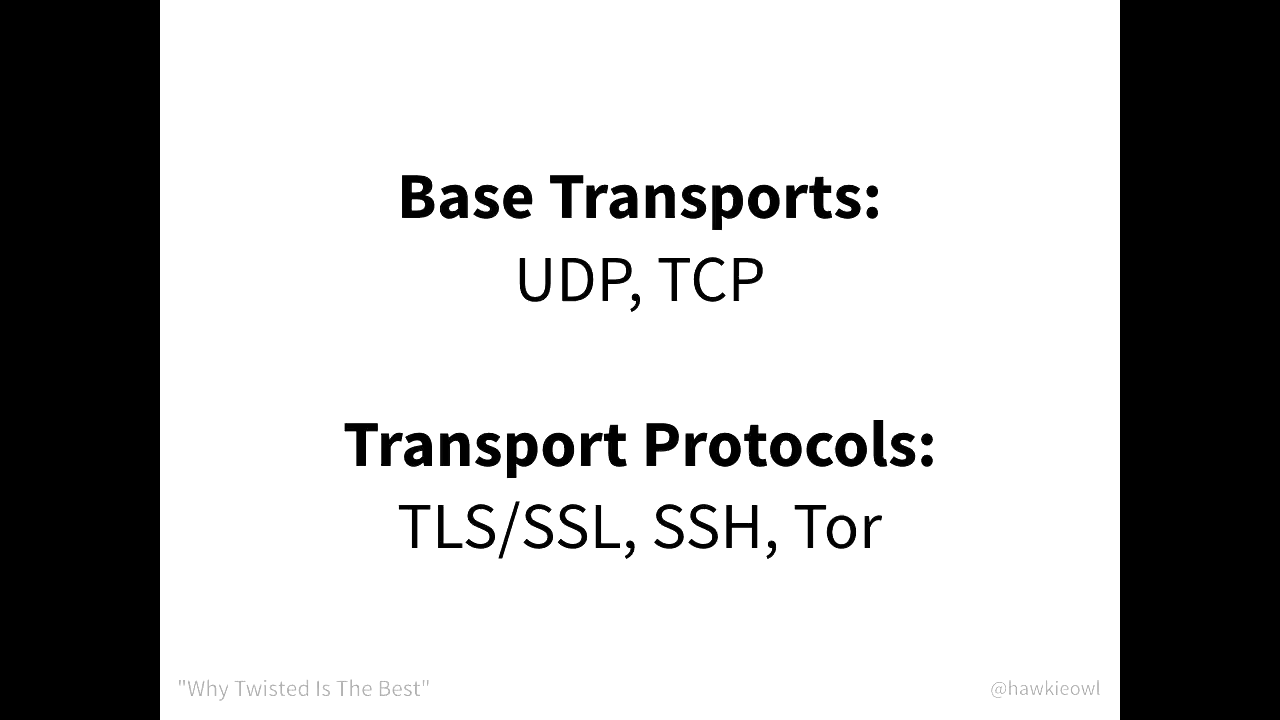 Base Transports:
UDP, TCP
Transport Protocols:
TLS/SSL, SSH, Tor
"Why Twisted Is The Best"
@hawkieowl